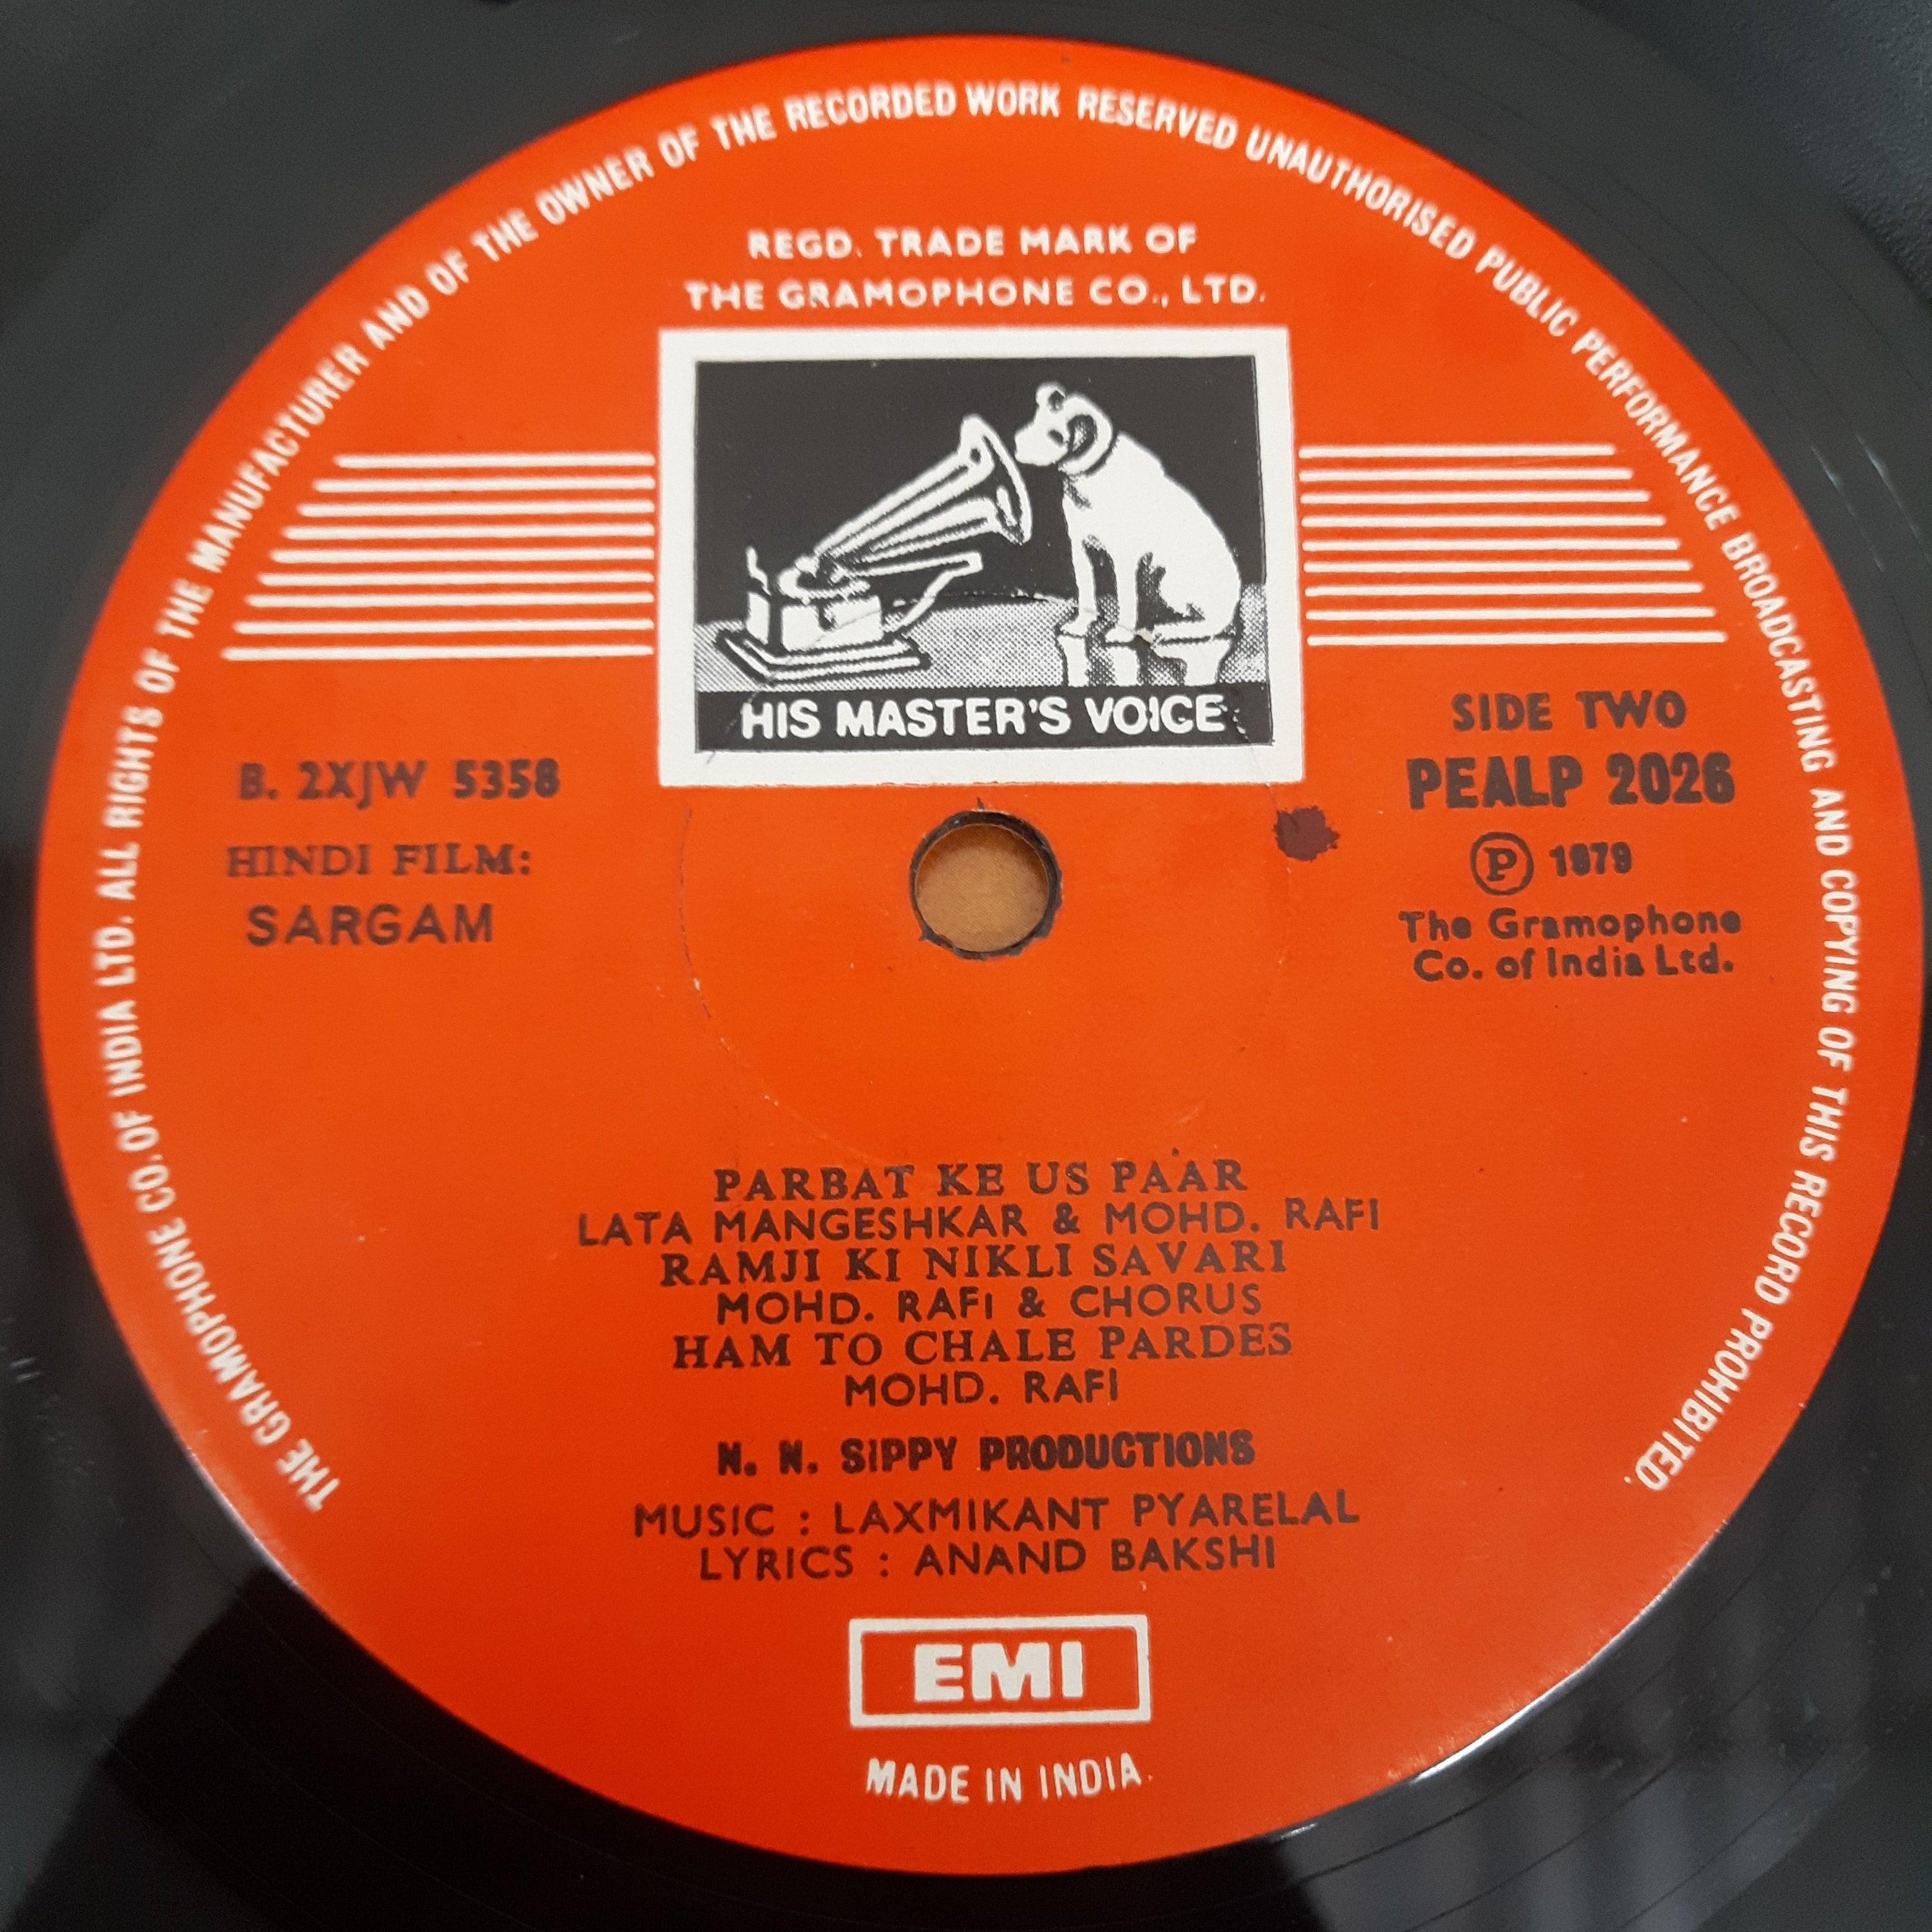 THE GRAMOPHONE CO. OF INDIA LTD. ALL RIGHTS OF THE MANUFACTURER AND OF THE OWNER OF THE RECORDED WORK RESERVED UNAUTHORISED PUBLIC PERFORMANCE BROADCASTING AND COPYING OF THIS RECORD PROHIBITED.
REGD. TRADE MARK OF
THE GRAMOPHONE CO., LTD.
HIS MASTER'S VOICE
B. 2XJW 5358
HINDI FILM:
SARGAM
SIDE TWO
PEALP 2026
Ⓟ 1979
The Gramophone
Co. of India Ltd.
PARBAT KE US PAAR
LATA MANGESHKAR & MOHD. RAFI
RAMJI KI NIKLI SAVARI
MOHD. RAFI & CHORUS
HAM TO CHALE PARDES
MOHD. RAFI
N. N. SIPPY PRODUCTIONS
MUSIC : LAXMIKANT PYARELAL
LYRICS : ANAND BAKSHI
EMI
MADE IN INDIA.